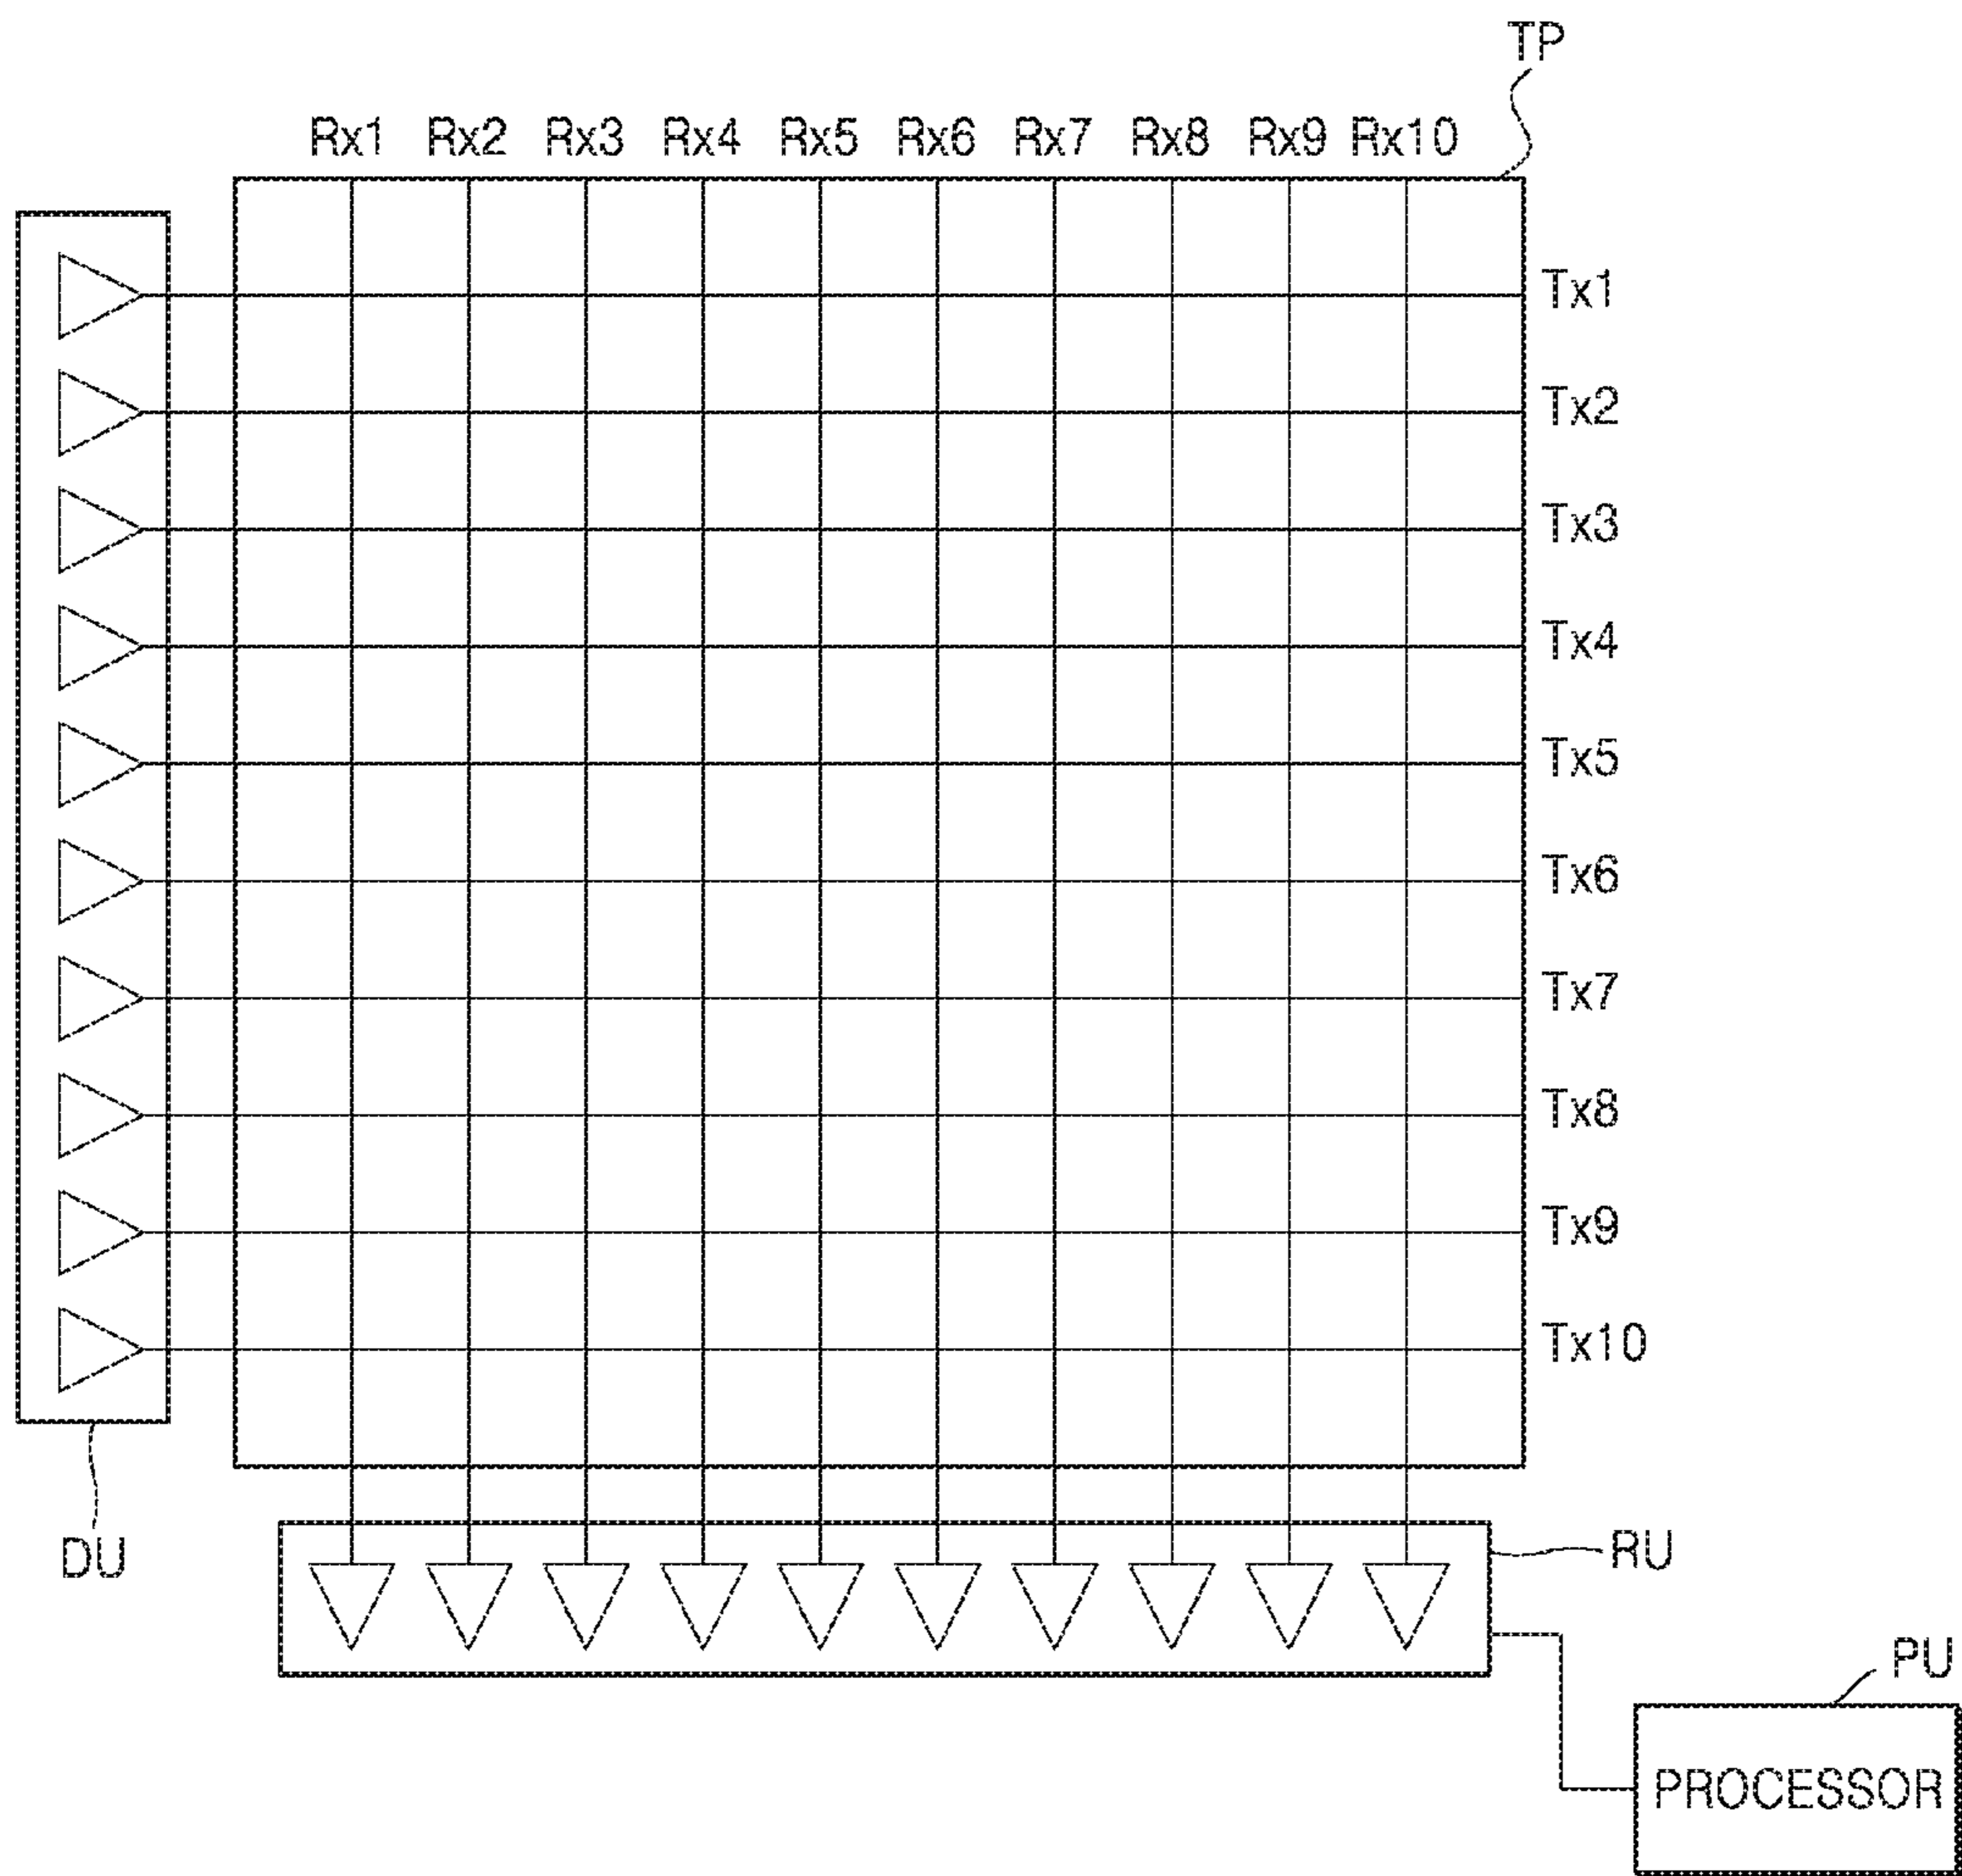 TP
Rx1 Rx2 Rx3 Rx4 Rx5 Rx6 Rx7 Rx8 Rx9 Rx10
Tx1
Tx2
Tx3
Tx4
Tx5
Tx6
Tx7
Tx8
Tx9
Tx10
DU
RU
PU
PROCESSOR